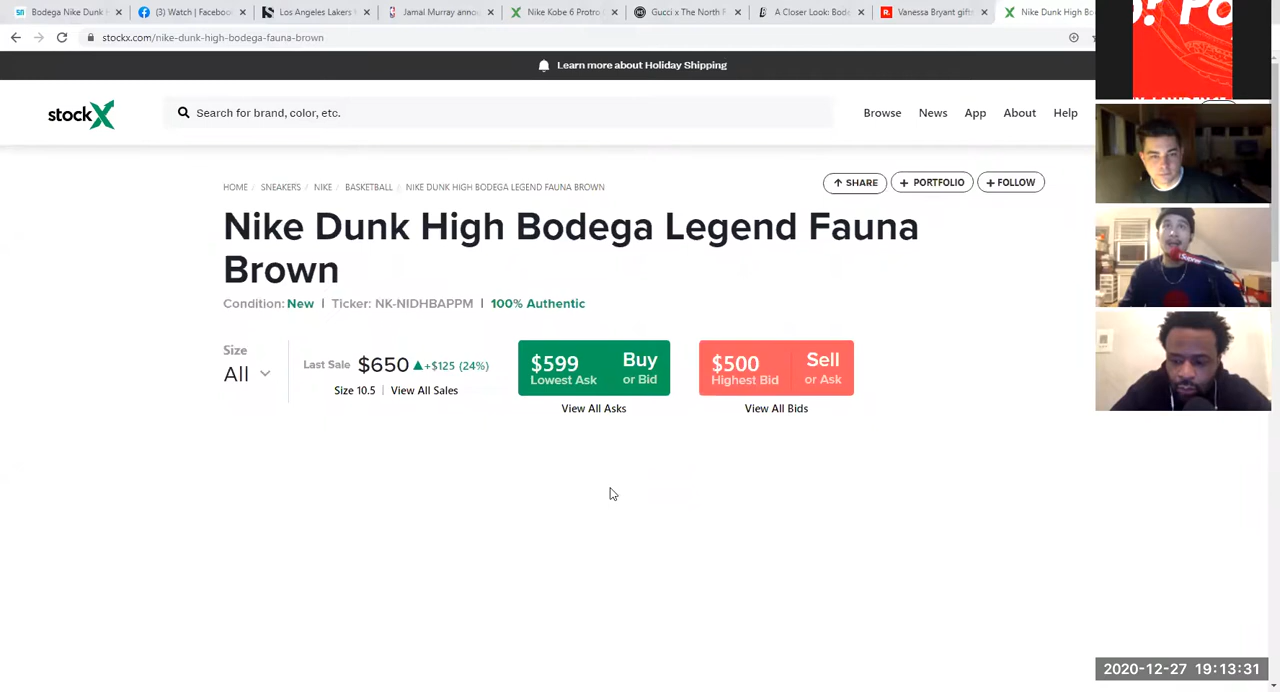 Bodega Nike Dunk H
(3) Watch | Faceboo
Los Angeles Lakers
Jamal Murray anno
Nike Kobe 6 Protro
Gucci x The North F
A Closer Look: Bod
Vanessa Bryant gift
Nike Dunk High Bo
stockx.com/nike-dunk-high-bodega-fauna-brown
Learn more about Holiday Shipping
stockX
Search for brand, color, etc.
Browse
News
App
About
Help
HOME / SNEAKERS / NIKE / BASKETBALL / NIKE DUNK HIGH BODEGA LEGEND FAUNA BROWN
SHARE
+ PORTFOLIO
+ FOLLOW
Nike Dunk High Bodega Legend Fauna
Brown
Condition: New | Ticker: NK-NIDHBAPPM | 100% Authentic
Size
All
Last Sale $650 ▲+$125 (24%)
Size 10.5 | View All Sales
$599 Buy
Lowest Ask or Bid
View All Asks
$500 Sell
Highest Bid or Ask
View All Bids
Supreme
2020-12-27 19:13:31